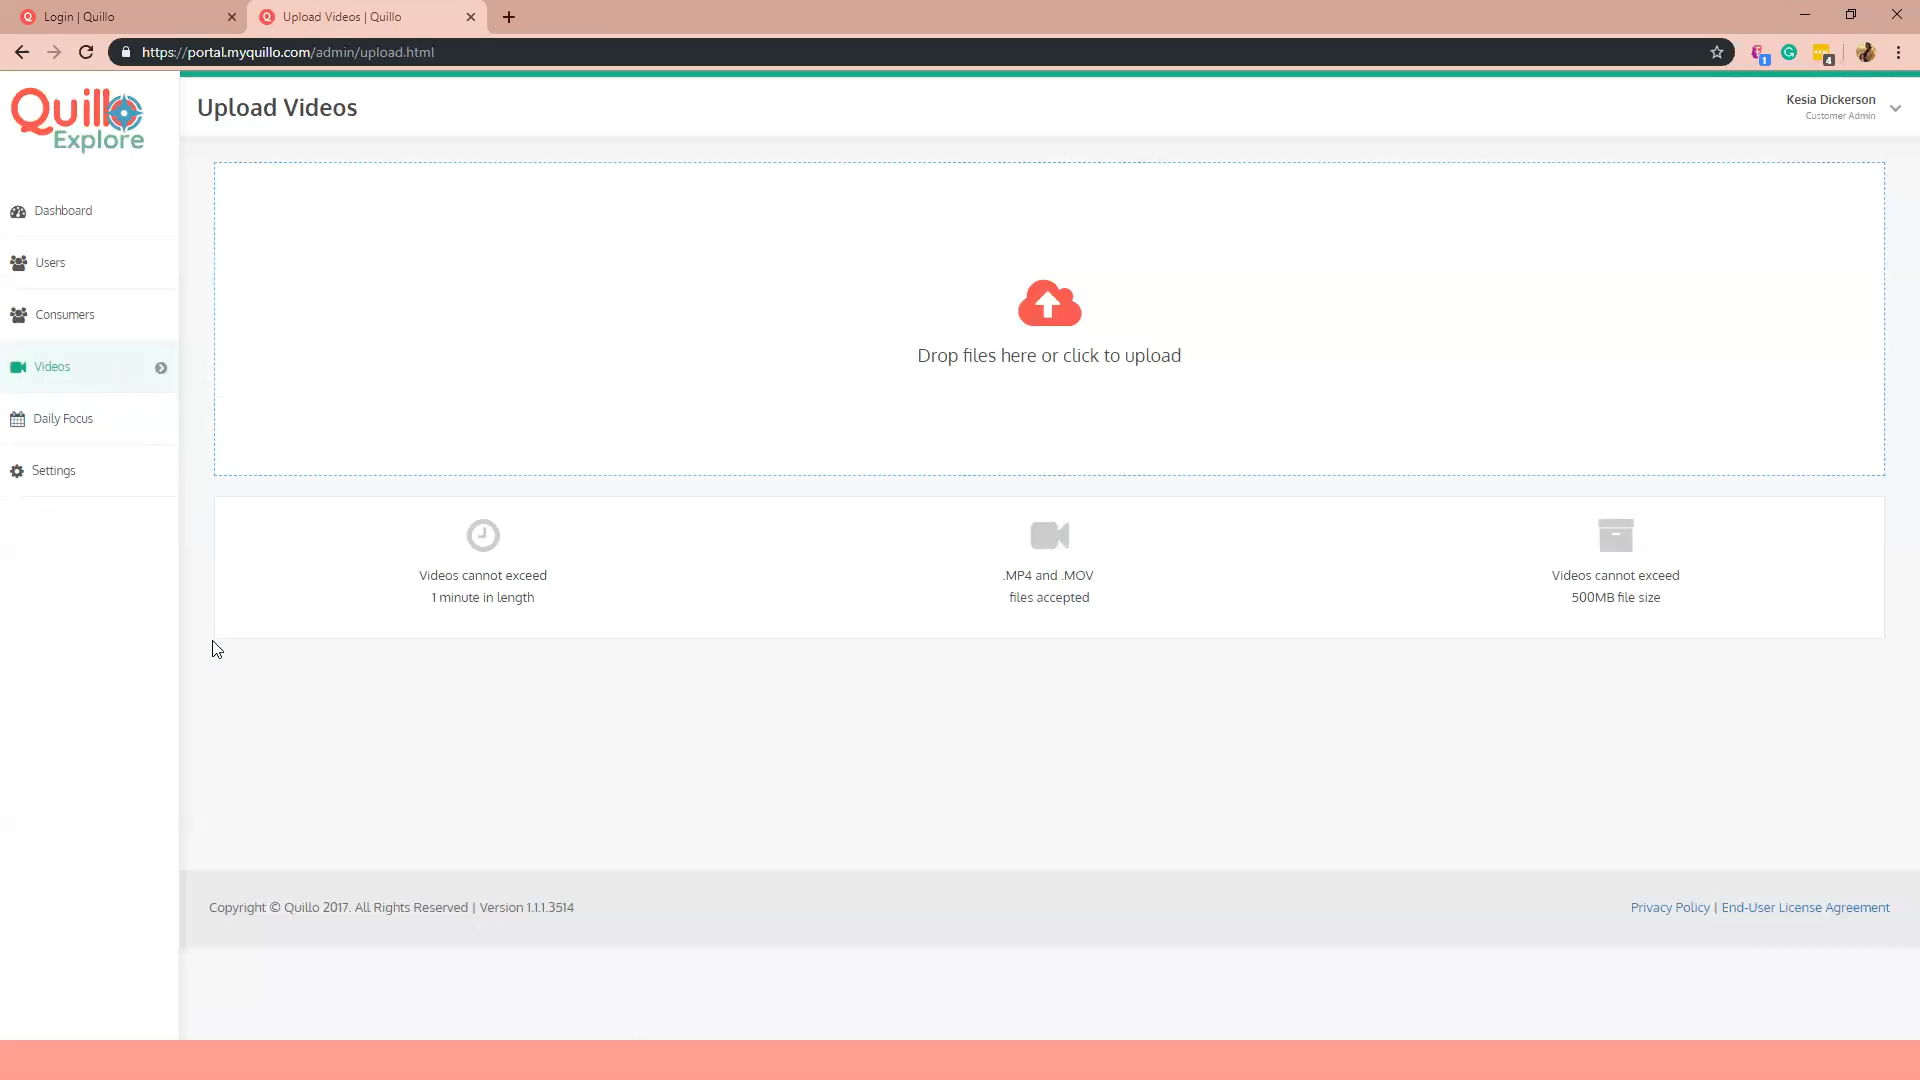 Login | Quillo
Upload Videos | Quillo
https://portal.myquillo.com/admin/upload.html
1
4
Quillo
Explore
Upload Videos
Kesia Dickerson
Customer Admin
Dashboard
Users
Consumers
Videos
Daily Focus
Settings
Drop files here or click to upload
Videos cannot exceed
1 minute in length
.MP4 and .MOV
files accepted
Videos cannot exceed
500MB file size
Copyright © Quillo 2017. All Rights Reserved | Version 1.1.1.3514
Privacy Policy | End-User License Agreement